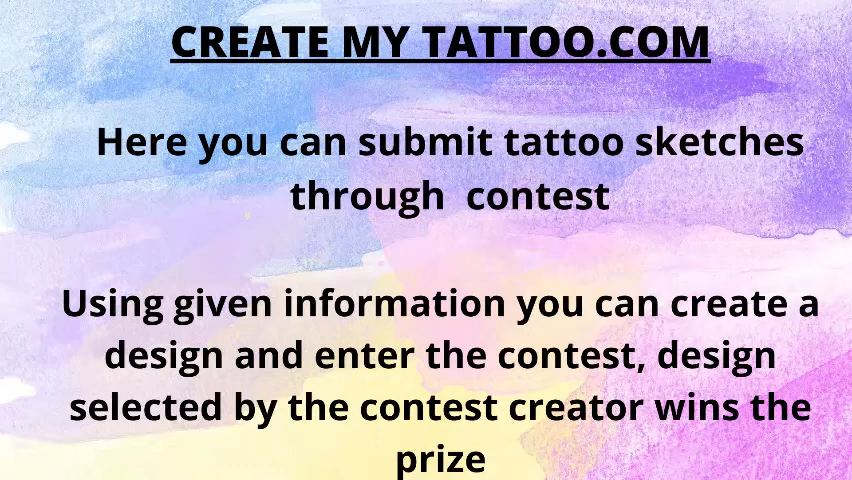 CREATE MY TATTOO.COM
Here you can submit tattoo sketches
through contest
Using given information you can create a
design and enter the contest, design
selected by the contest creator wins the
prize